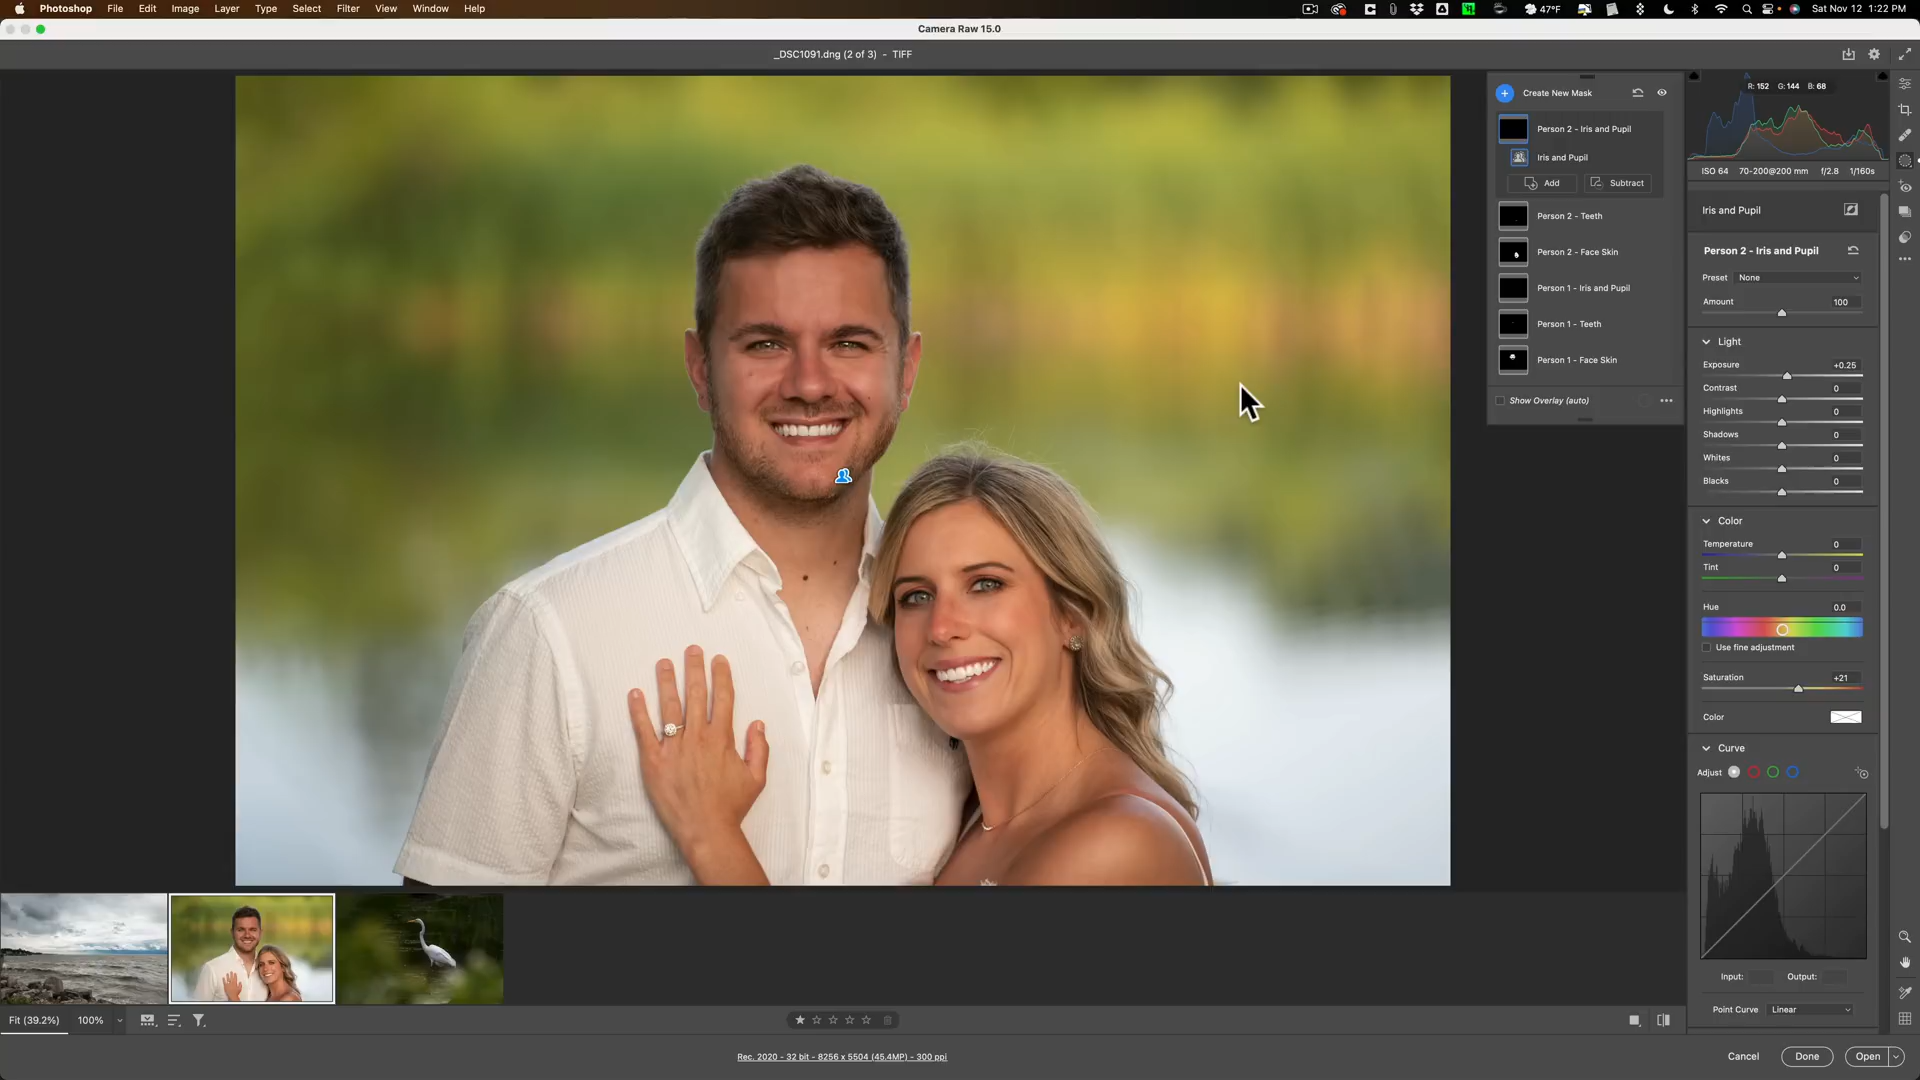 Photoshop File Edit Image Layer Type Select Filter View Window Help 47°F Sat Nov 12 1:22 PM
Camera Raw 15.0
_DSC1091.dng (2 of 3) - TIFF
Create New Mask
Person 2 - Iris and Pupil
Iris and Pupil
Add Subtract
Person 2 - Teeth
Person 2 - Face Skin
Person 1 - Iris and Pupil
Person 1 - Teeth
Person 1 - Face Skin
Show Overlay (auto)
R: 152 G: 144 B: 68
ISO 64 70-200@200 mm f/2.8 1/160s
Iris and Pupil
Person 2 - Iris and Pupil
Preset None
Amount 100
Light
Exposure +0.25
Contrast 0
Highlights 0
Shadows 0
Whites 0
Blacks 0
Color
Temperature 0
Tint 0
Hue 0.0
Use fine adjustment
Saturation +21
Color
Curve
Adjust
Input: Output:
Point Curve Linear
Fit (39.2%) 100%
Rec. 2020 - 32 bit - 8256 x 5504 (45.4MP) - 300 ppi
Cancel Done Open